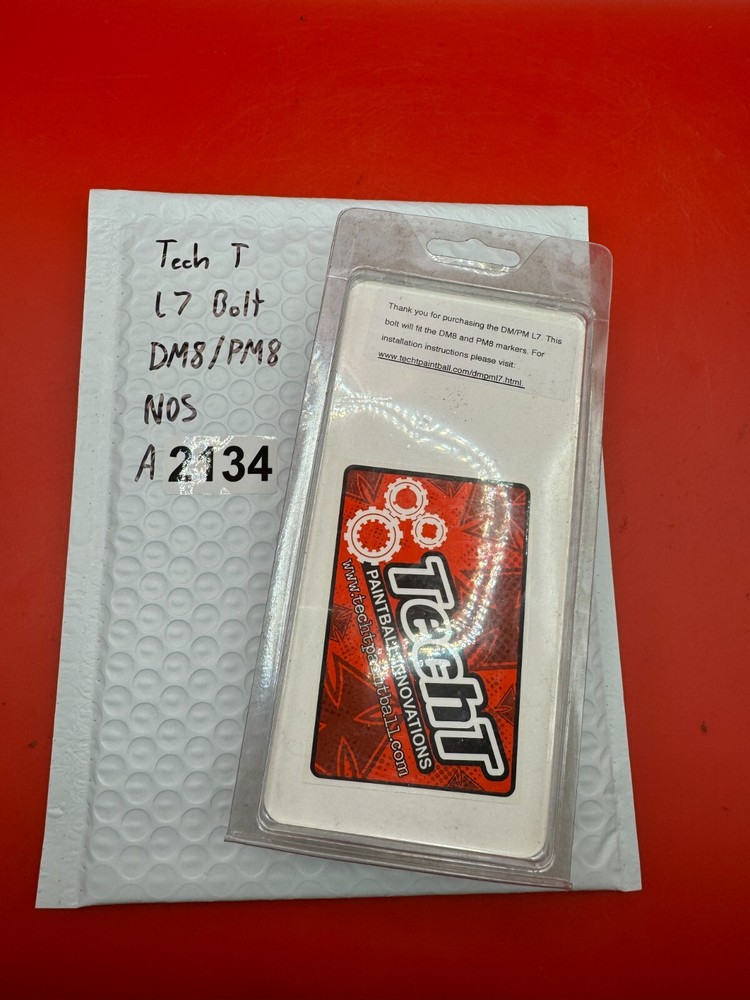 Tech T
L7 Bolt
DM8/PM8
NOS
A 2134
Thank you for purchasing the DM/PM L7. This
bolt will fit the DM8 and PM8 markers. For
installation instructions please visit:
www.techtpaintball.com/dmpml7.html
TechT
PAINTBALL INNOVATIONS
www.techtpaintball.com